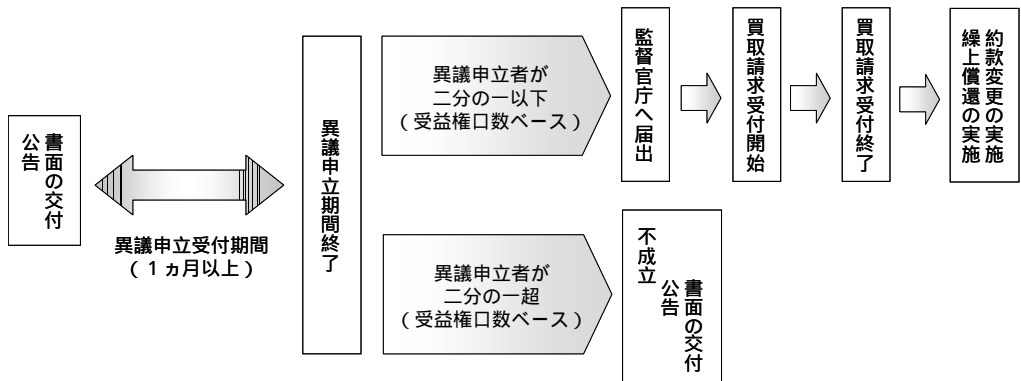 書面の交付
公告
異議申立受付期間
（１ヵ月以上）
異議申立期間終了
異議申立者が
二分の一以下
（受益権口数ベース）
監督官庁へ届出
買取請求受付開始
買取請求受付終了
約款変更の実施
繰上償還の実施
異議申立者が
二分の一超
（受益権口数ベース）
不成立
書面の交付
公告